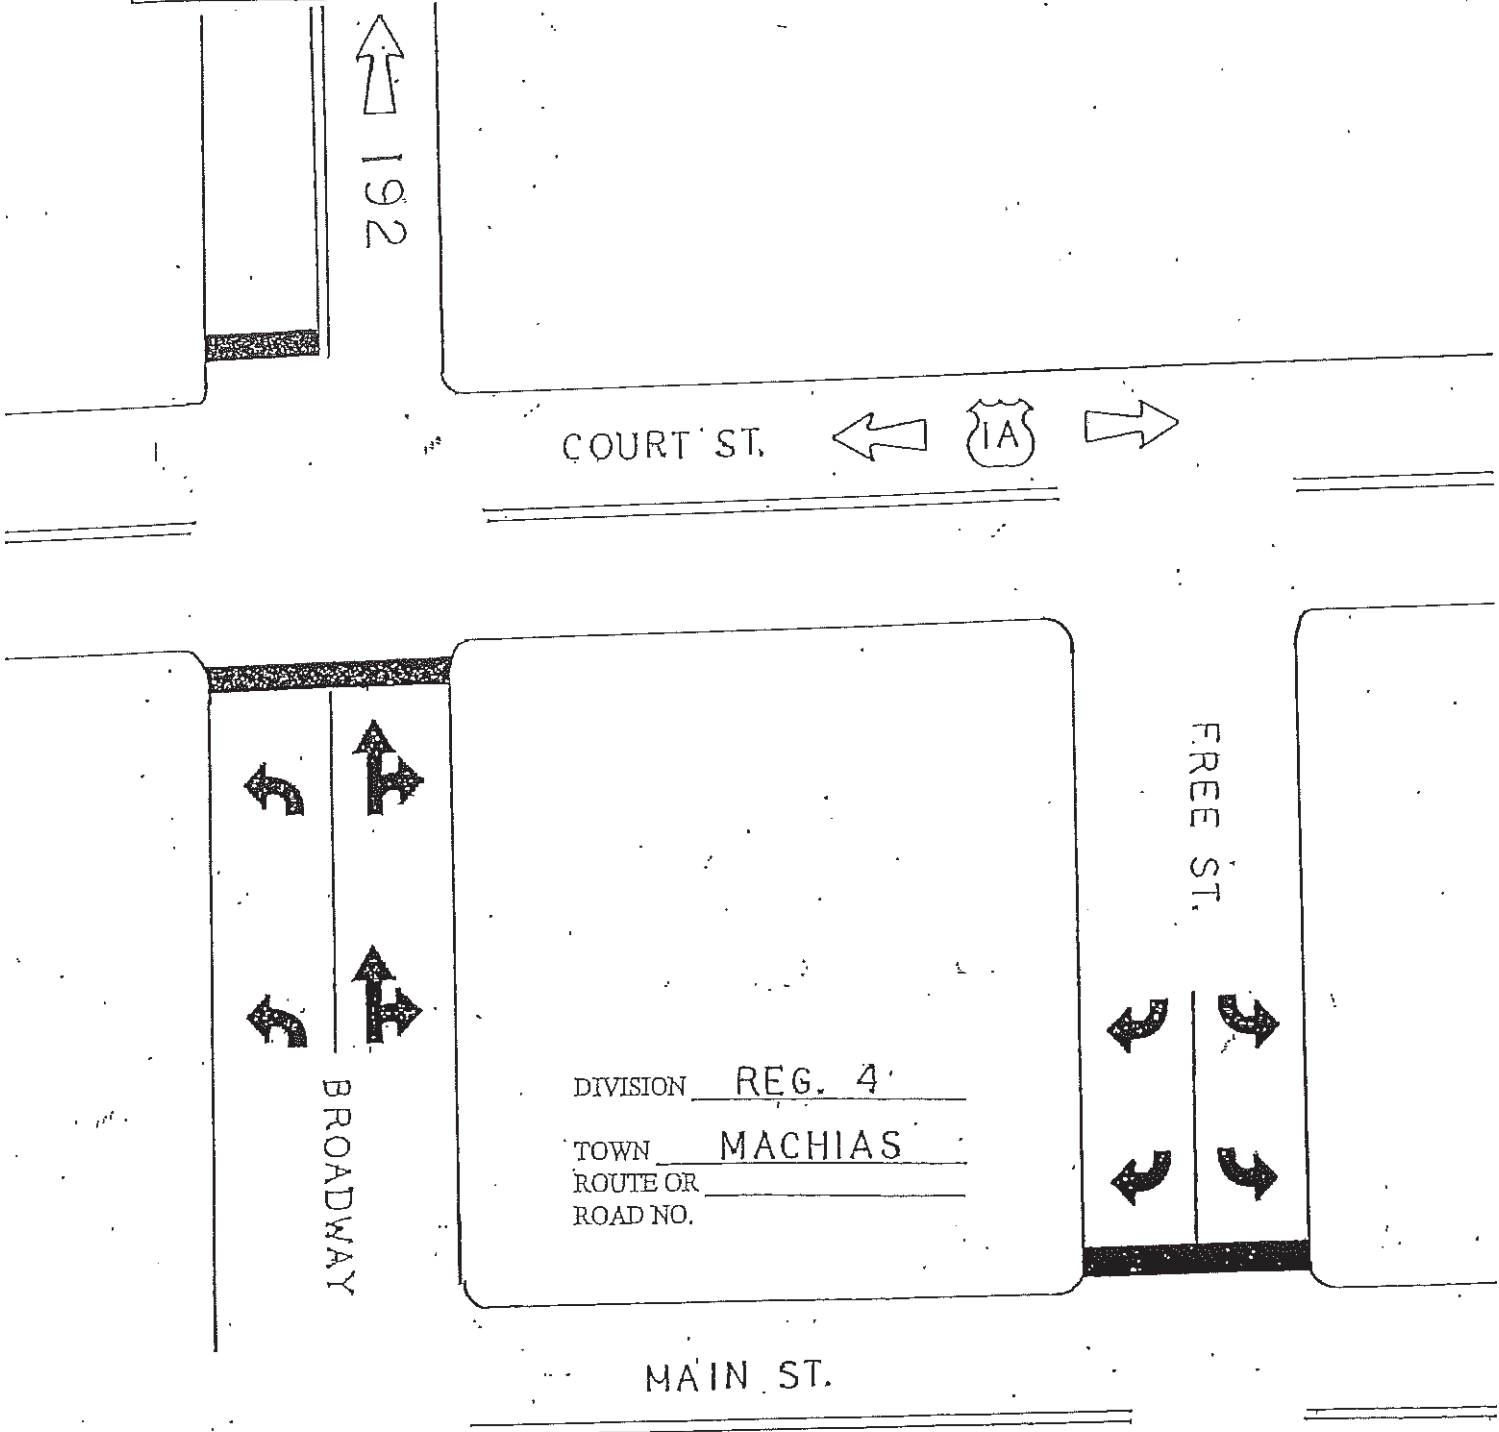 192
COURT ST.
1A
FREE ST.
BROADWAY
DIVISION REG. 4
TOWN MACHIAS
ROUTE OR
ROAD NO.
MAIN ST.